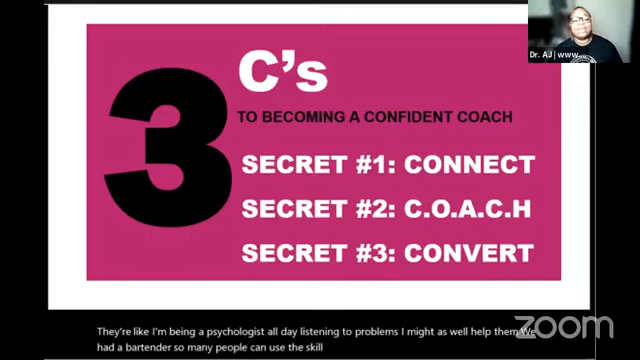 3
C's
TO BECOMING A CONFIDENT COACH
SECRET #1: CONNECT
SECRET #2: C.O.A.C.H
SECRET #3: CONVERT
Dr. AJ | www...
They're like I'm being a psychologist all day listening to problems I might as well help them We
had a bartender so many people can use the skill
zoom